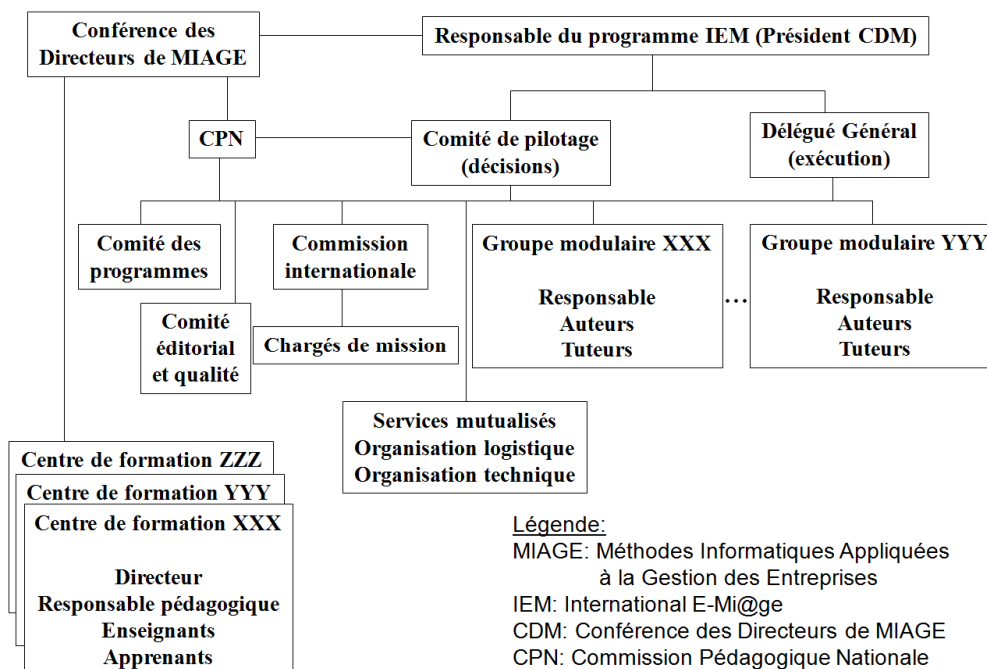 Conférence des
Directeurs de MIAGE
Responsable du programme IEM (Président CDM)
CPN
Comité de pilotage
(décisions)
Délégué Général
(exécution)
Comité des
programmes
Commission
internationale
Groupe modulaire XXX
Responsable
Auteurs
Tuteurs
...
Groupe modulaire YYY
Responsable
Auteurs
Tuteurs
Comité
éditorial
et qualité
Chargés de mission
Services mutualisés
Organisation logistique
Organisation technique
Centre de formation ZZZ
Centre de formation YYY
Centre de formation XXX
Directeur
Responsable pédagogique
Enseignants
Apprenants
Légende:
MIAGE: Méthodes Informatiques Appliquées
à la Gestion des Entreprises
IEM: International E-Mi@ge
CDM: Conférence des Directeurs de MIAGE
CPN: Commission Pédagogique Nationale